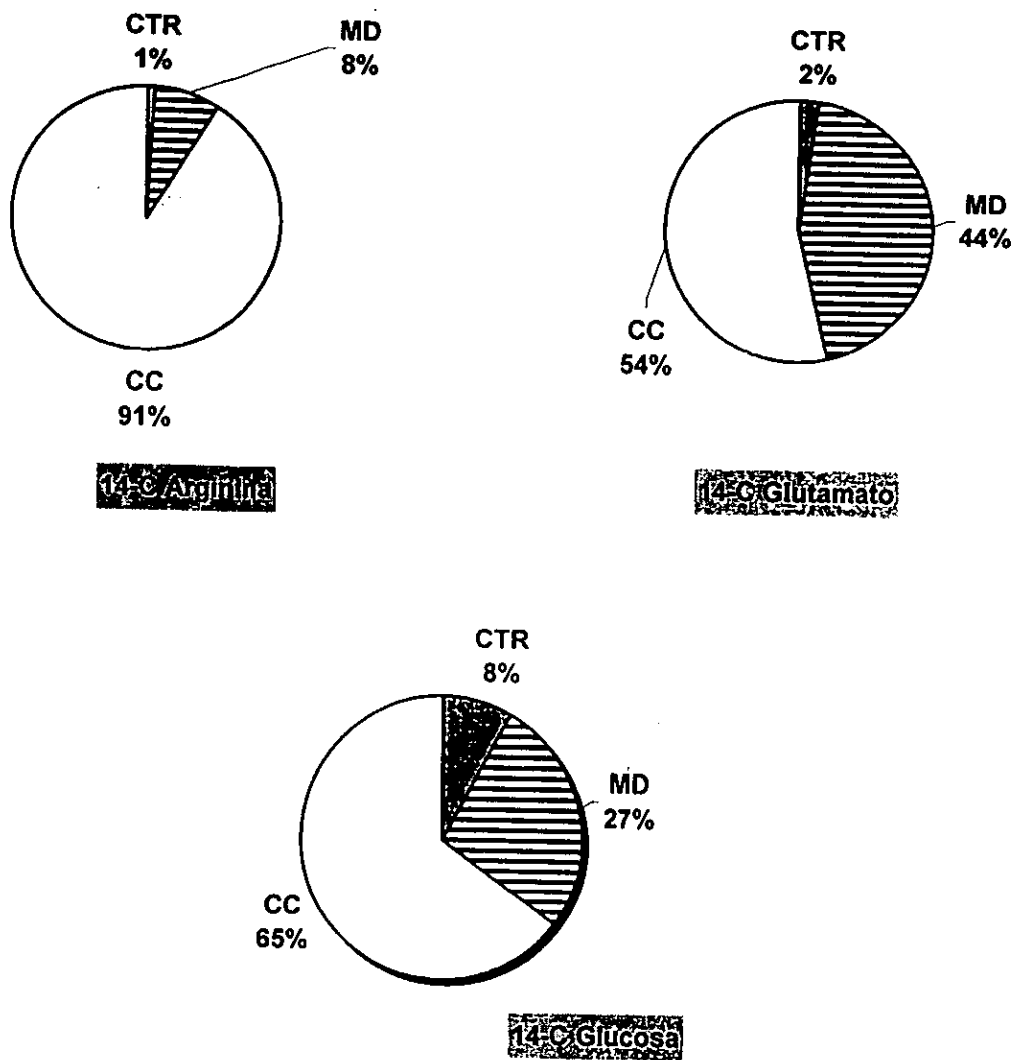 CTR
1%
MD
8%
CC
91%
14-C Arginina
CTR
2%
MD
44%
CC
54%
14-C Glutamato
CTR
8%
MD
27%
CC
65%
14-C Glucosa